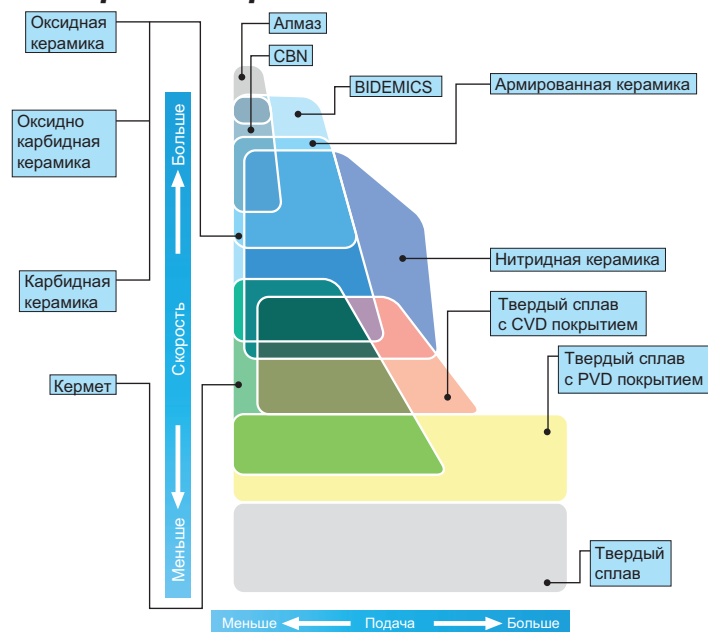 Оксидная
керамика
Алмаз
CBN
BIDEMICS
Армированная керамика
Оксидно
карбидная
керамика
Больше
Нитридная керамика
Карбидная
керамика
Твердый сплав
с CVD покрытием
Скорость
Твердый сплав
с PVD покрытием
Кермет
Меньше
Твердый
сплав
Меньше Подача Больше